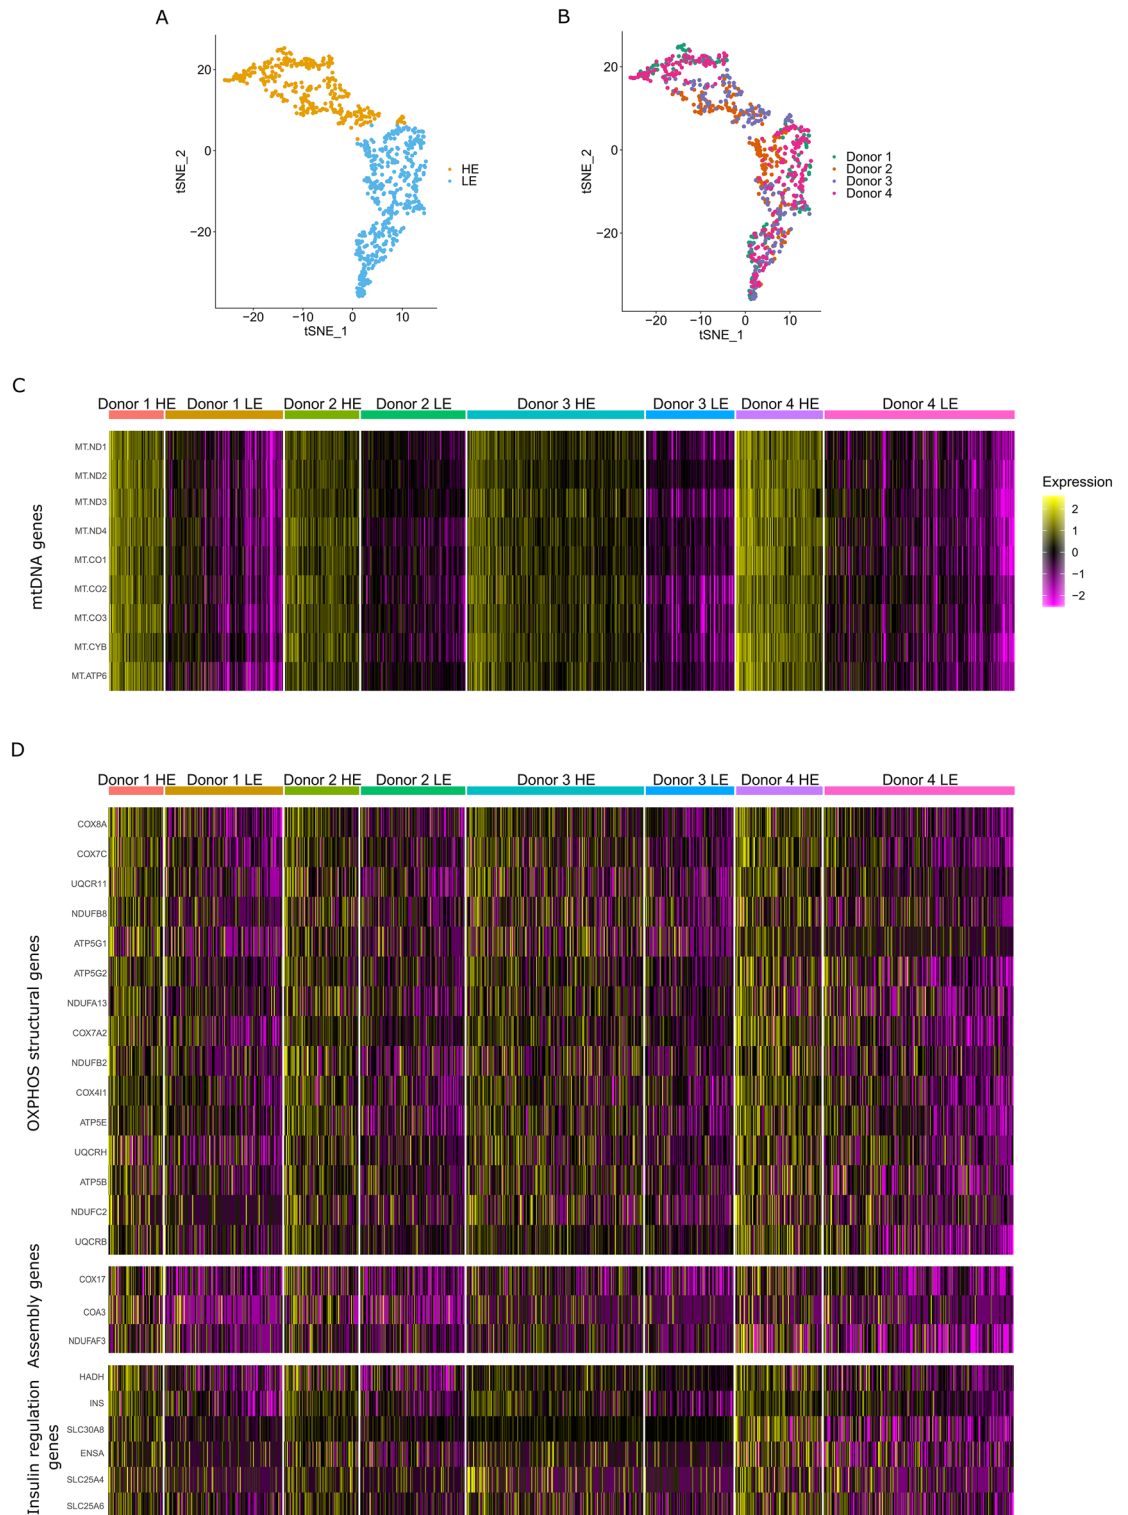 A
B
20
10
0
−20
tSNE_2
−20
−10
0
10
tSNE_1
HE
LE
20
0
−20
tSNE_2
−20
−10
0
10
tSNE_1
Donor 1
Donor 2
Donor 3
Donor 4
C
Donor 1 HE Donor 1 LE Donor 2 HE Donor 2 LE Donor 3 HE Donor 3 LE Donor 4 HE Donor 4 LE
mtDNA genes
MT.ND1
MT.ND2
MT.ND3
MT.ND4
MT.CO1
MT.CO2
MT.CO3
MT.CYB
MT.ATP6
Expression
2
1
0
−1
−2
D
Donor 1 HE Donor 1 LE Donor 2 HE Donor 2 LE Donor 3 HE Donor 3 LE Donor 4 HE Donor 4 LE
OXPHOS structural genes
COX8A
COX7C
UQCR11
NDUFB8
ATP5G1
ATP5G2
NDUFA13
COX7A2
NDUFB2
COX4I1
ATP5E
UQCRH
ATP5B
NDUFC2
UQCRB
Assembly genes
COX17
COA3
NDUFAF3
Insulin regulation
genes
HADH
INS
SLC30A8
ENSA
SLC25A4
SLC25A6